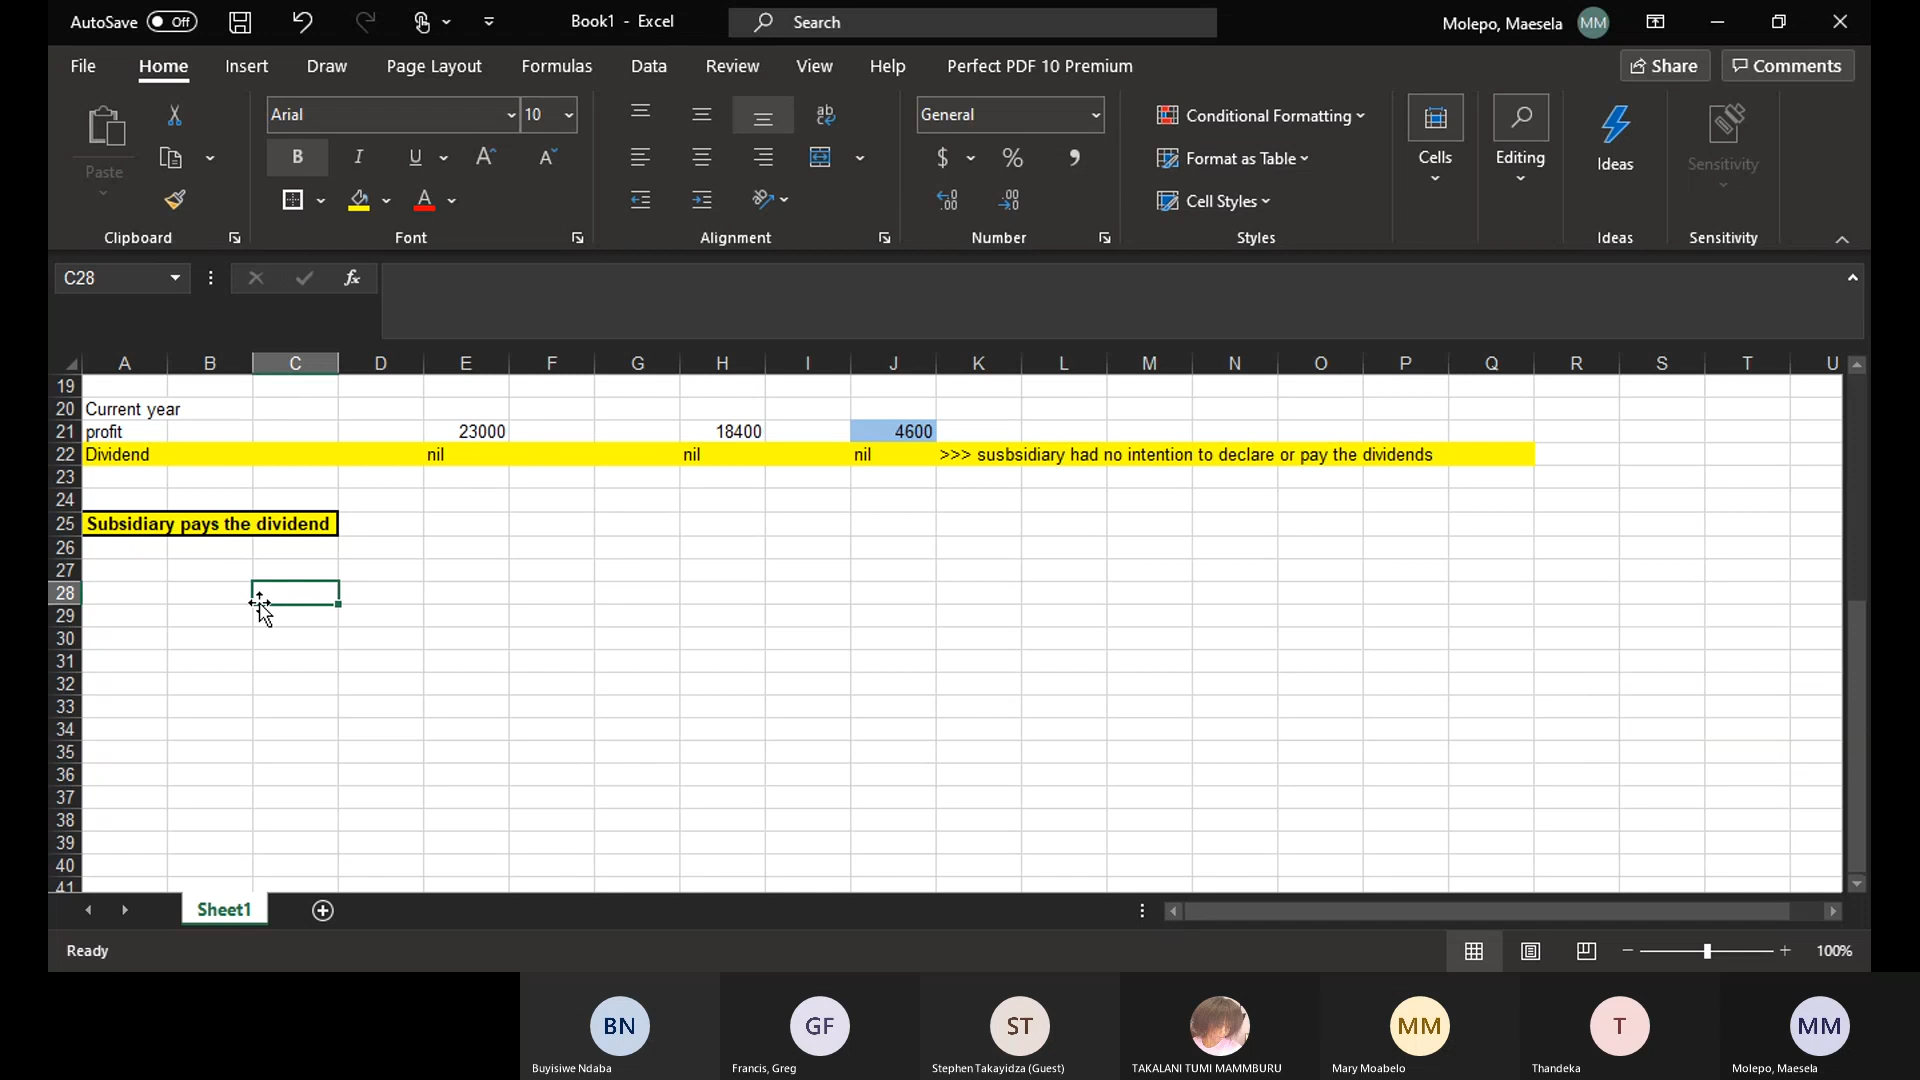 AutoSave Off Book1 - Excel Search Molepo, Maesela MM
File Home Insert Draw Page Layout Formulas Data Review View Help Perfect PDF 10 Premium Share Comments
Paste Arial 10 General Conditional Formatting Format as Table Cell Styles Cells Editing Ideas Sensitivity
Clipboard Font Alignment Number Styles Ideas Sensitivity
C28 fx
A B C D E F G H I J K L M N O P Q R S T U
19
20 Current year
21 profit 23000 18400 4600
22 Dividend nil nil nil >>> susbsidiary had no intention to declare or pay the dividends
23
24
25 Subsidiary pays the dividend
26
27
28
29
30
31
32
33
34
35
36
37
38
39
40
41
Sheet1
Ready 100%
BN GF ST MM T MM
Buyisiwe Ndaba Francis, Greg Stephen Takayidza (Guest) TAKALANI TUMI MAMMBURU Mary Moabelo Thandeka Molepo, Maesela